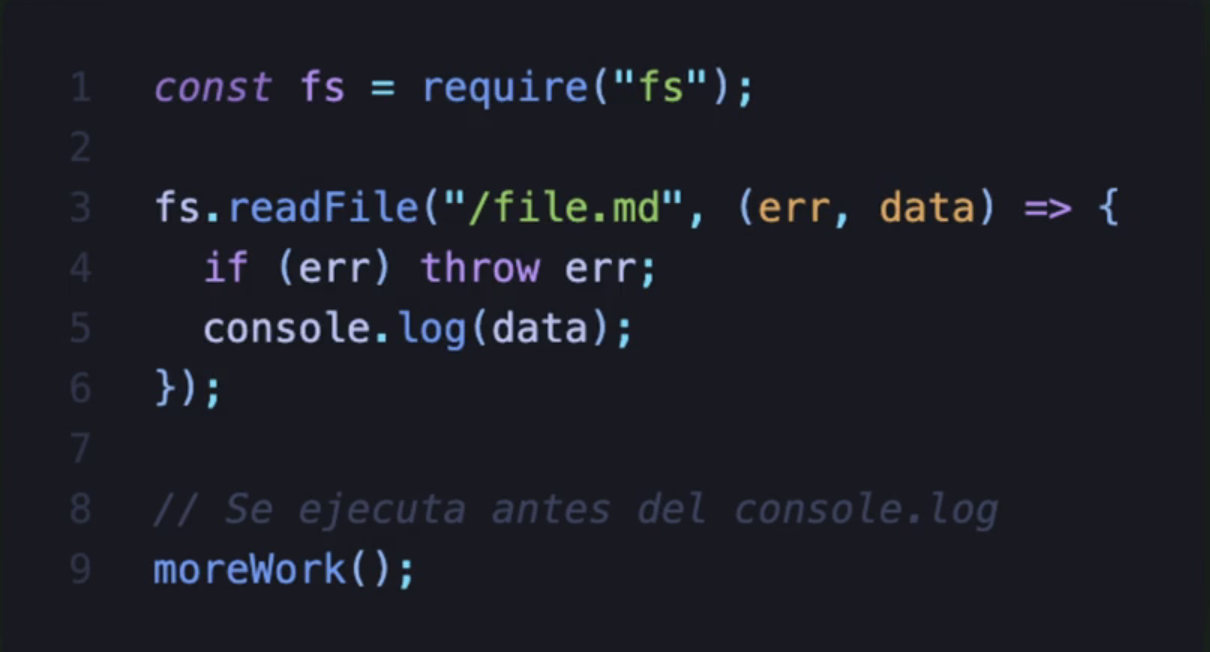 1 const fs = require("fs");
2
3 fs.readFile("/file.md", (err, data) => {
4   if (err) throw err;
5   console.log(data);
6 });
7
8 // Se ejecuta antes del console.log
9 moreWork();